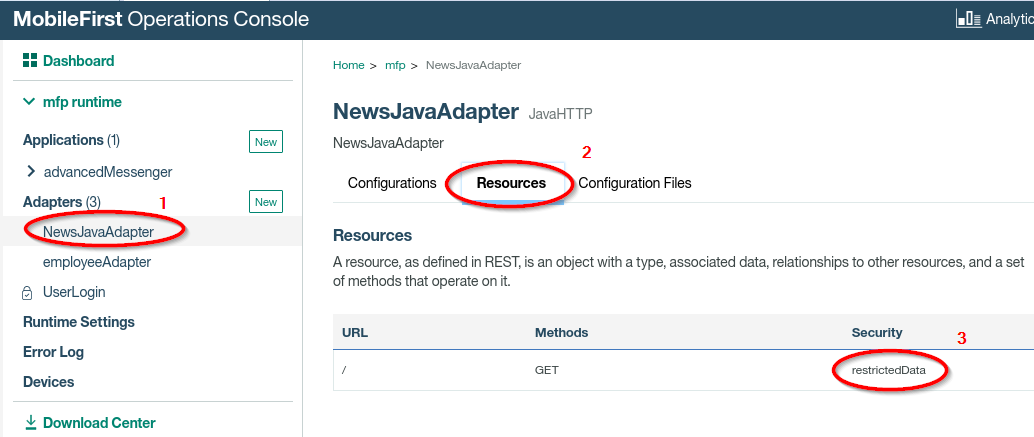 MobileFirst Operations Console
Analytic
Dashboard
mfp runtime
Applications (1) New
advancedMessenger
Adapters (3) 1 New
NewsJavaAdapter
employeeAdapter
UserLogin
Runtime Settings
Error Log
Devices
Download Center
Home > mfp > NewsJavaAdapter
NewsJavaAdapter JavaHTTP
NewsJavaAdapter
2
Configurations Resources Configuration Files
Resources
A resource, as defined in REST, is an object with a type, associated data, relationships to other resources, and a set
of methods that operate on it.
URL Methods Security 3
/ GET restrictedData